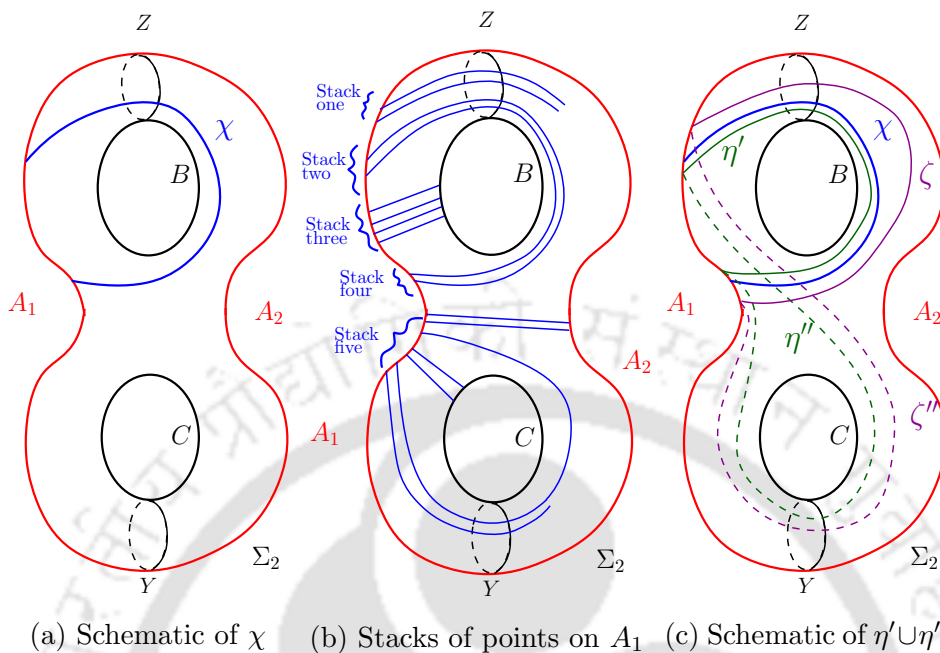 Z
Z
Z
Stack
one
χ
η′
χ
B
B
B
ζ
Stack
two
Stack
three
Stack
four
A₁
A₂
A₁
A₂
Stack
five
η′′
A₂
ζ′′
A₁
C
C
C
Σ₂
Σ₂
Y
Y
Y
(a) Schematic of χ
(b) Stacks of points on A₁
(c) Schematic of η′∪η′